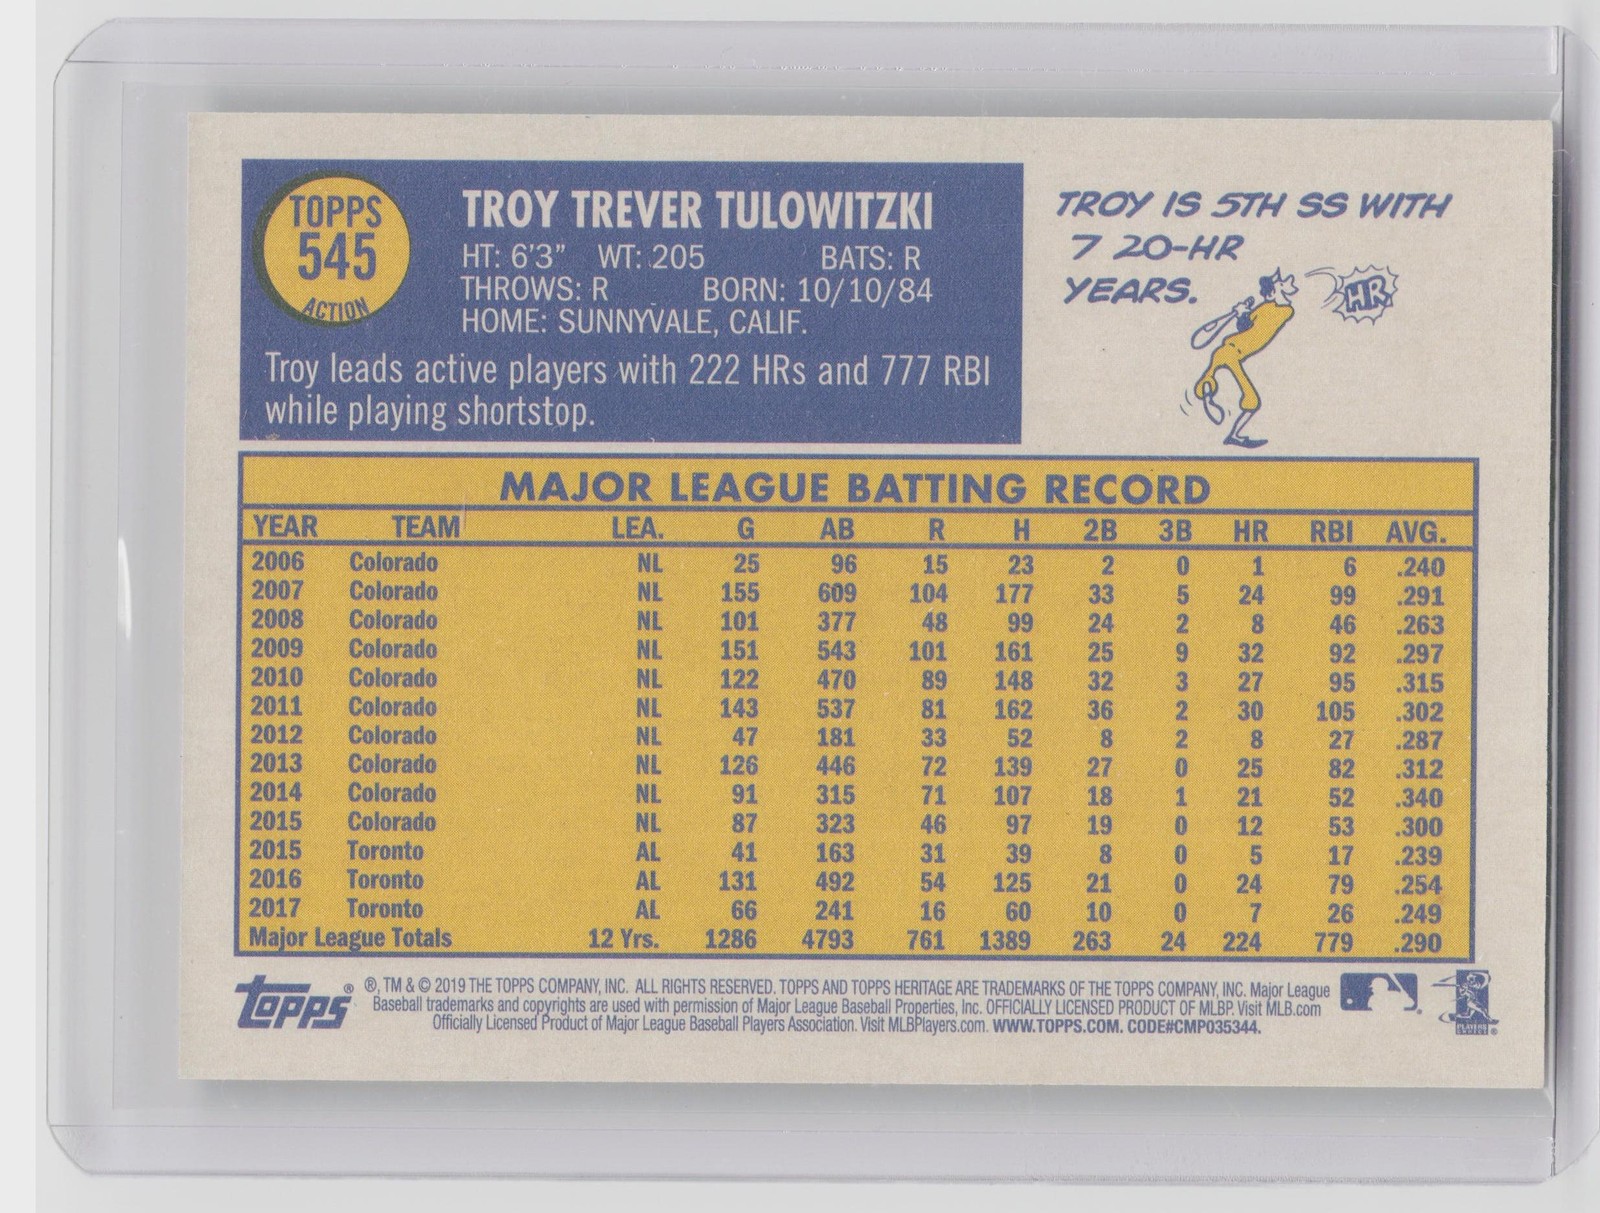 TOPPS
545
ACTION
TROY TREVER TULOWITZKI
HT: 6'3" WT: 205 BATS: R
THROWS: R BORN: 10/10/84
HOME: SUNNYVALE, CALIF.
Troy leads active players with 222 HRs and 777 RBI
while playing shortstop.
TROY IS 5TH SS WITH
7 20-HR
YEARS.
HR
MAJOR LEAGUE BATTING RECORD
YEAR TEAM LEA. G AB R H 2B 3B HR RBI AVG.
2006 Colorado NL 25 96 15 23 2 0 1 6 .240
2007 Colorado NL 155 609 104 177 33 5 24 99 .291
2008 Colorado NL 101 377 48 99 24 2 8 46 .263
2009 Colorado NL 151 543 101 161 25 9 32 92 .297
2010 Colorado NL 122 470 89 148 32 3 27 95 .315
2011 Colorado NL 143 537 81 162 36 2 30 105 .302
2012 Colorado NL 47 181 33 52 8 2 8 27 .287
2013 Colorado NL 126 446 72 139 27 0 25 82 .312
2014 Colorado NL 91 315 71 107 18 1 21 52 .340
2015 Colorado NL 87 323 46 97 19 0 12 53 .300
2015 Toronto AL 41 163 31 39 8 0 5 17 .239
2016 Toronto AL 131 492 54 125 21 0 24 79 .254
2017 Toronto AL 66 241 16 60 10 0 7 26 .249
Major League Totals 12 Yrs. 1286 4793 761 1389 263 24 224 779 .290
topps ®
®, TM & © 2019 THE TOPPS COMPANY, INC. ALL RIGHTS RESERVED. TOPPS AND TOPPS HERITAGE ARE TRADEMARKS OF THE TOPPS COMPANY, INC. Major League
Baseball trademarks and copyrights are used with permission of Major League Baseball Properties, Inc. OFFICIALLY LICENSED PRODUCT OF MLBP. Visit MLB.com
Officially Licensed Product of Major League Baseball Players Association. Visit MLBPlayers.com. WWW.TOPPS.COM. CODE#CMP035344.
PLAYERS
CHOICE ®